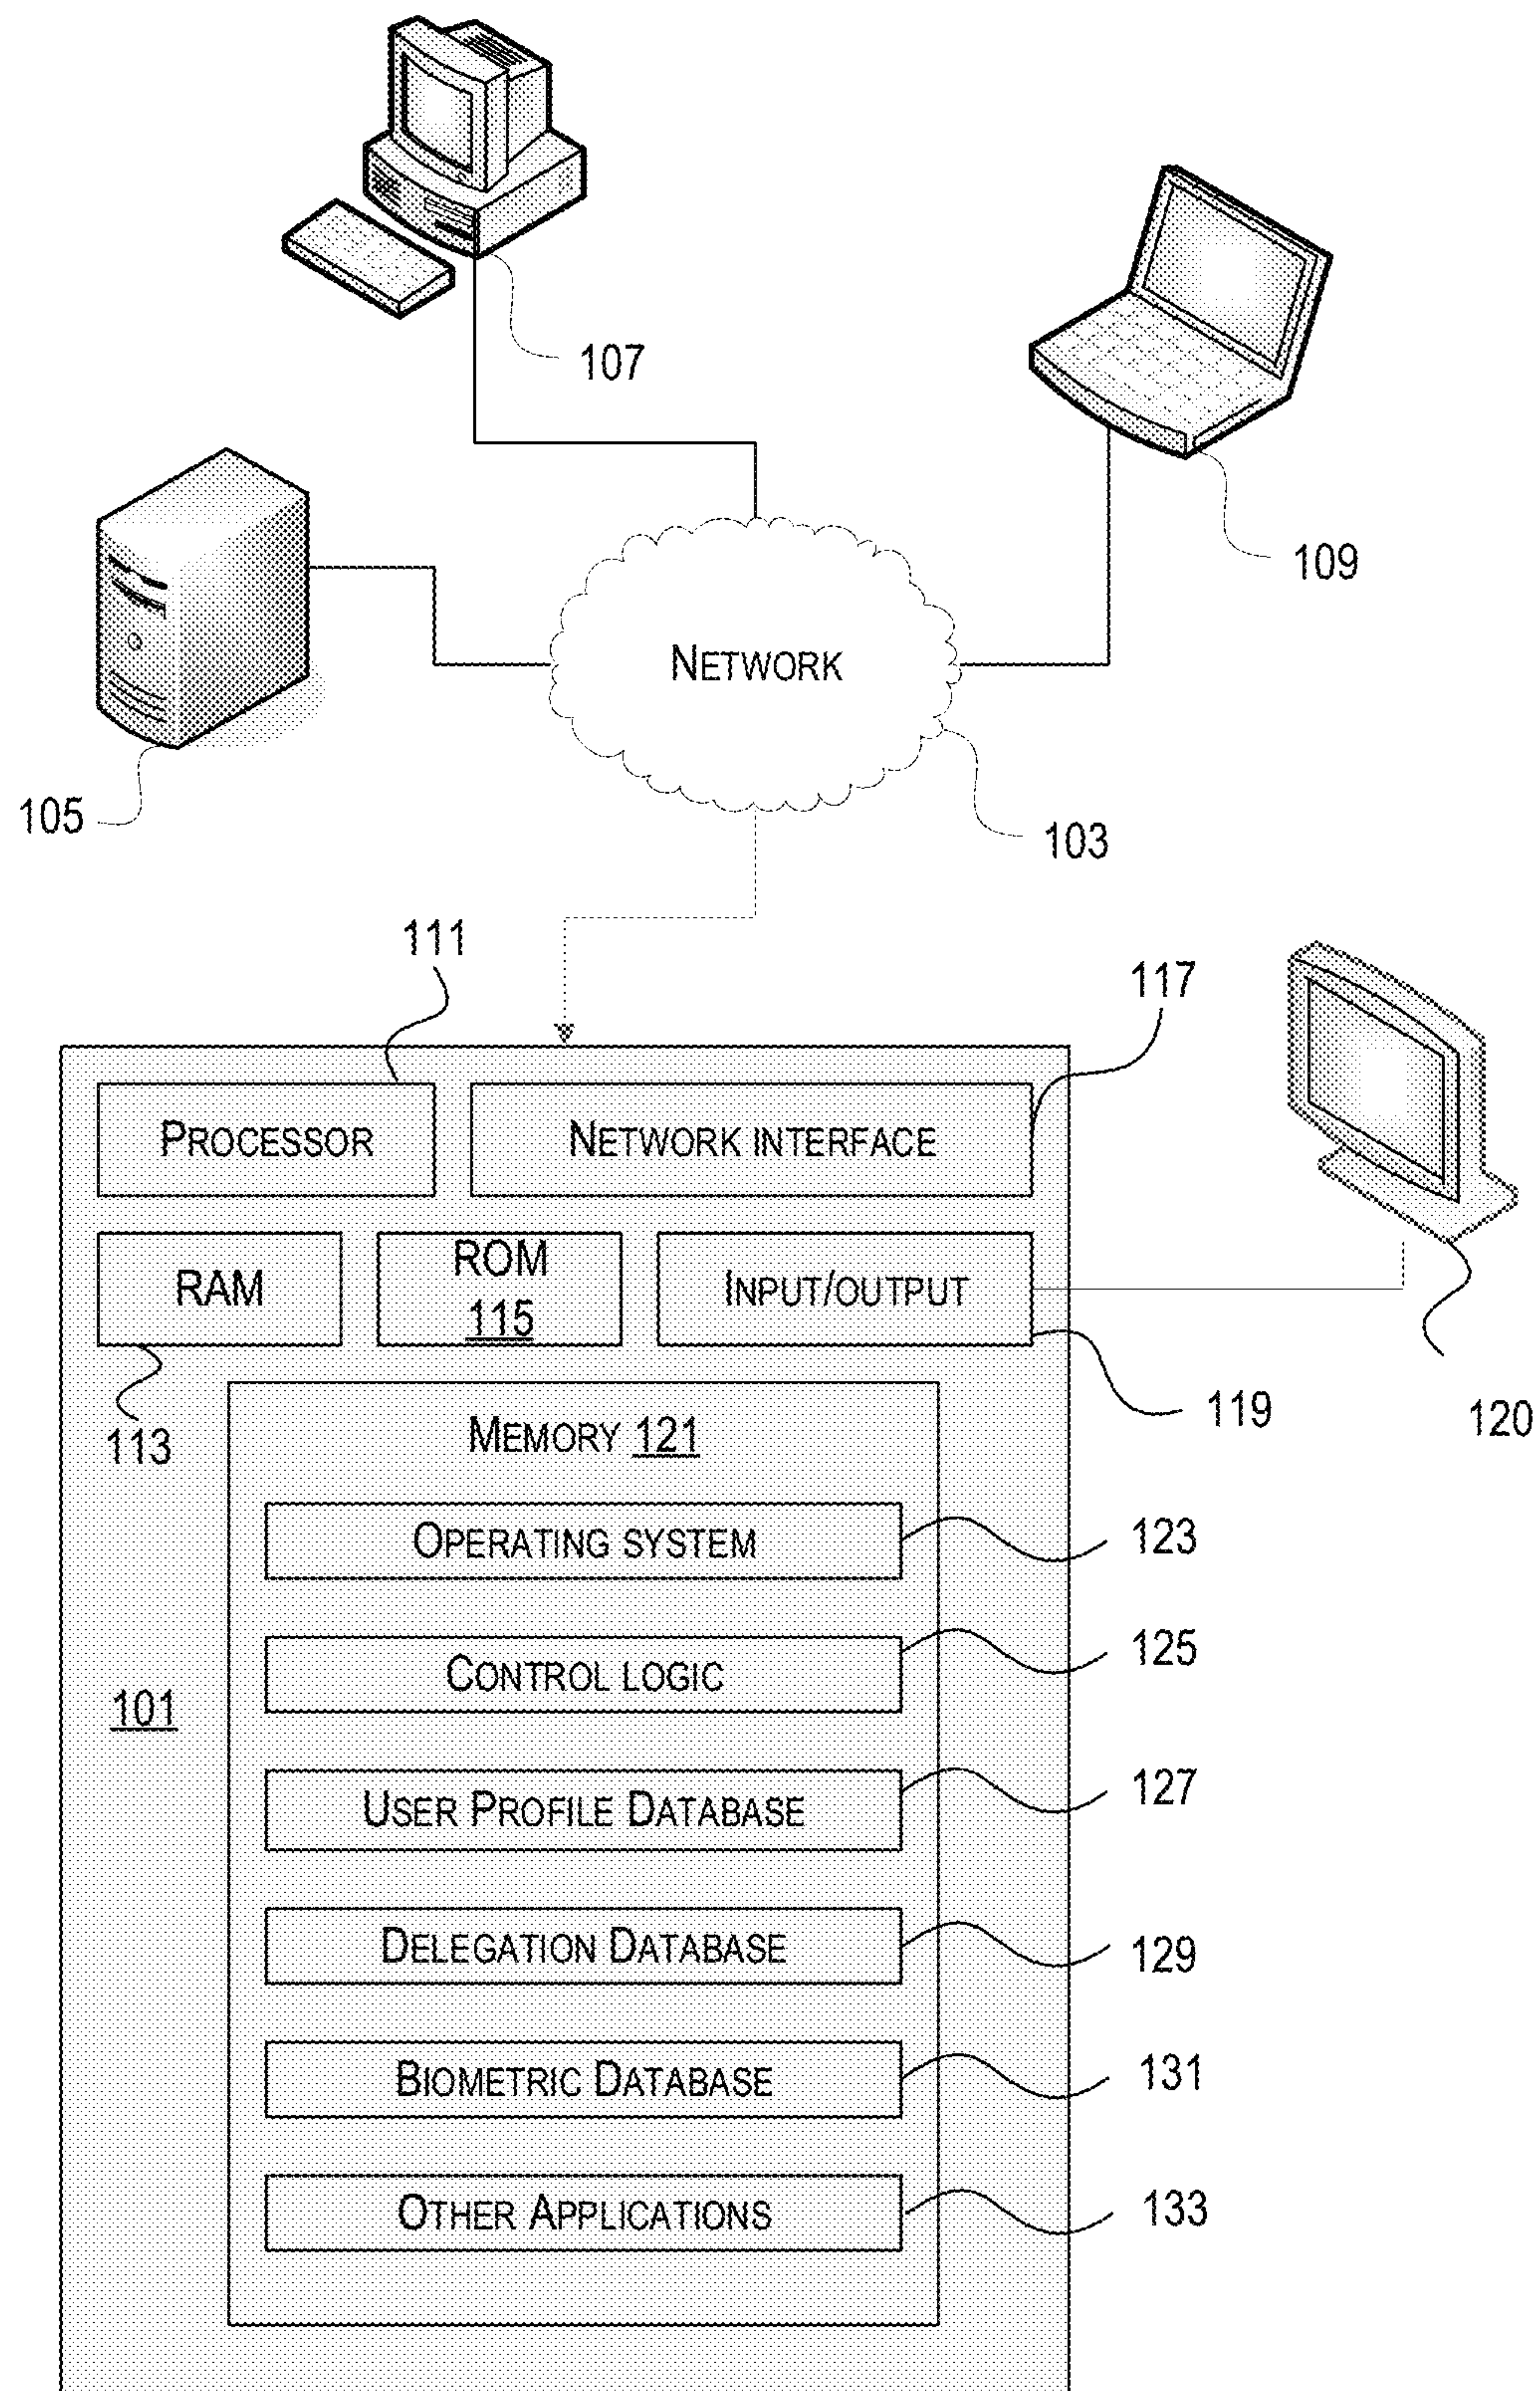 107
109
NETWORK
105
103
111
117
PROCESSOR
NETWORK INTERFACE
RAM
ROM
115
INPUT/OUTPUT
113
119
120
MEMORY 121
OPERATING SYSTEM
123
CONTROL LOGIC
125
101
USER PROFILE DATABASE
127
DELEGATION DATABASE
129
BIOMETRIC DATABASE
131
OTHER APPLICATIONS
133